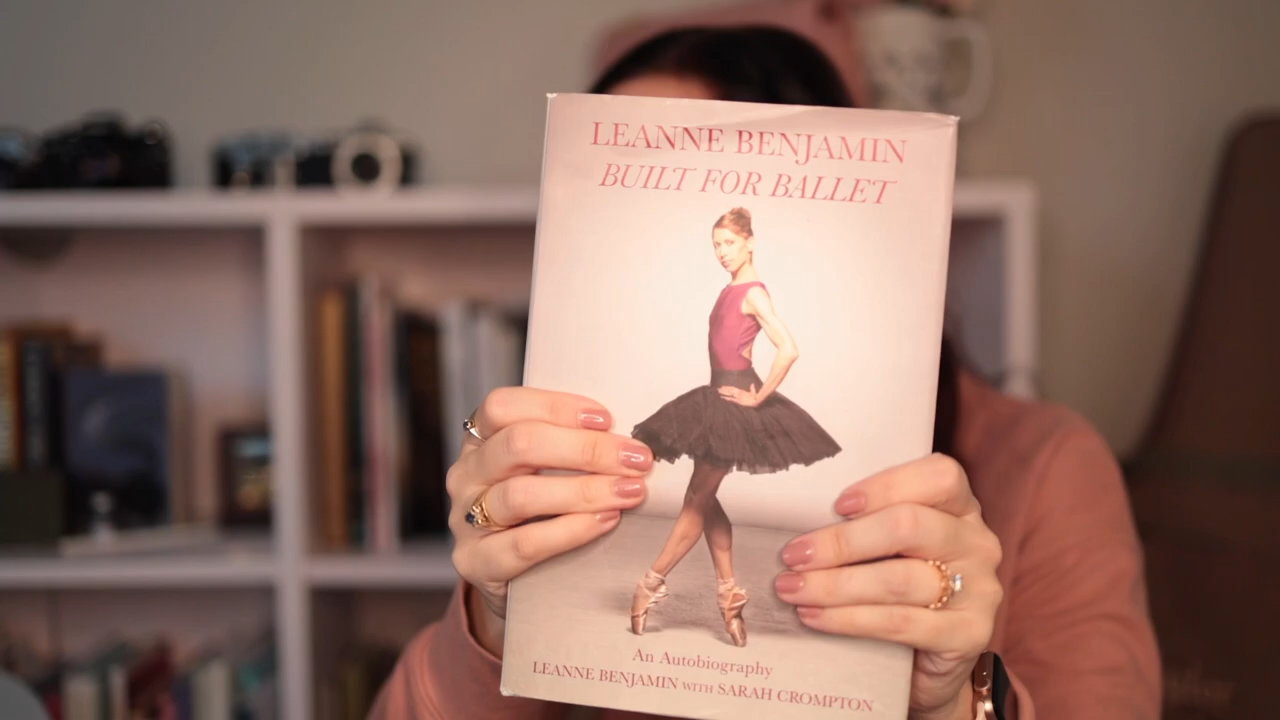 LEANNE BENJAMIN
BUILT FOR BALLET
An Autobiography
LEANNE BENJAMIN WITH SARAH CROMPTON